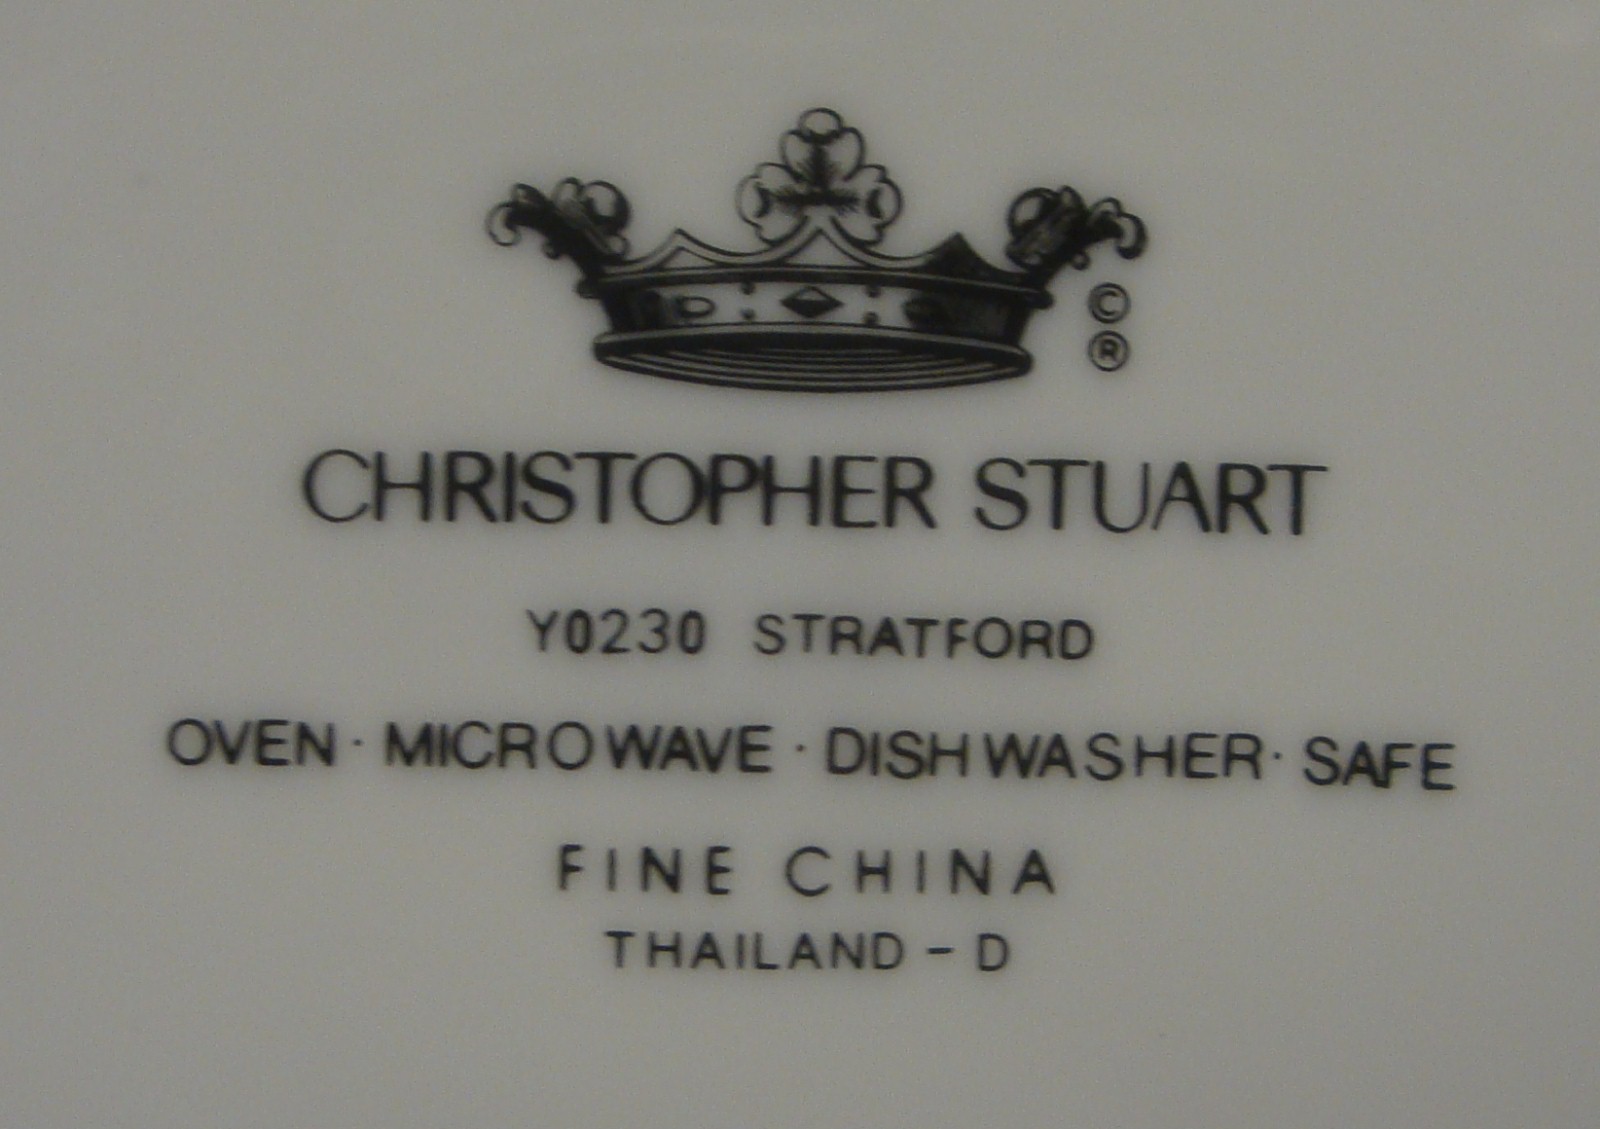 ©
®
CHRISTOPHER STUART
Y0230 STRATFORD
OVEN · MICROWAVE · DISHWASHER · SAFE
FINE CHINA
THAILAND - D